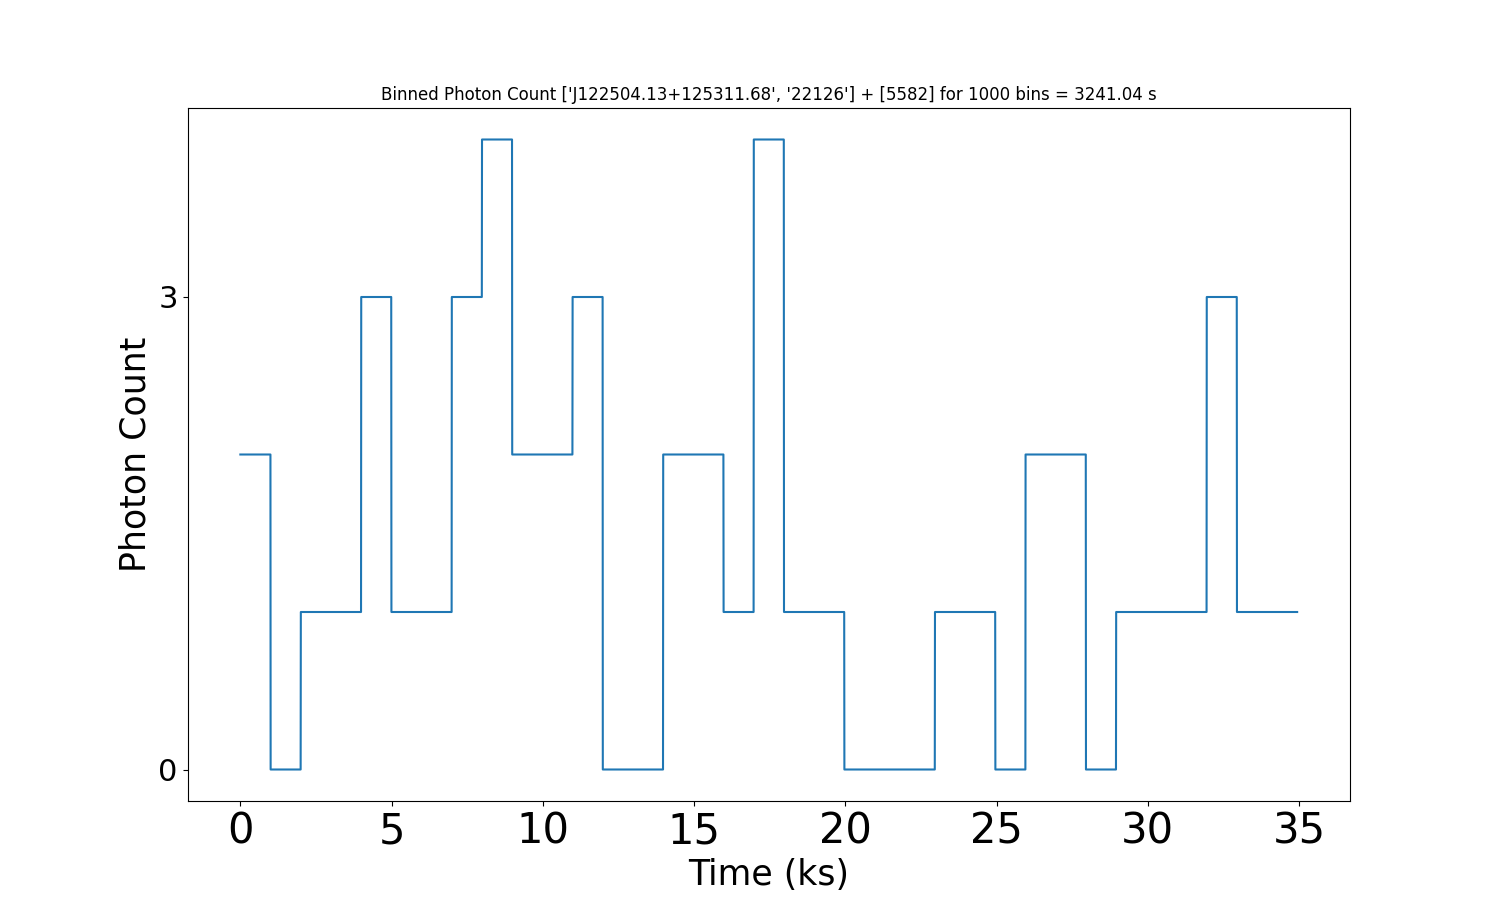 Binned Photon Count ['J122504.13+125311.68', '22126'] + [5582] for 1000 bins = 3241.04 s
3
0
Photon Count
0 5 10 15 20 25 30 35
Time (ks)